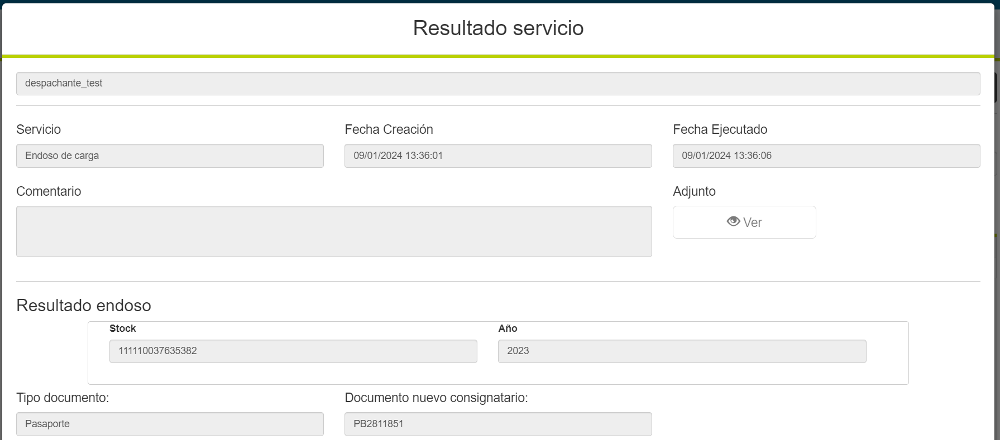 Resultado servicio
despachante_test
Servicio
Fecha Creación
Fecha Ejecutado
Endoso de carga
09/01/2024 13:36:01
09/01/2024 13:36:06
Comentario
Adjunto
Ver
Resultado endoso
Stock
Año
111110037635382
2023
Tipo documento:
Documento nuevo consignatario:
Pasaporte
PB2811851